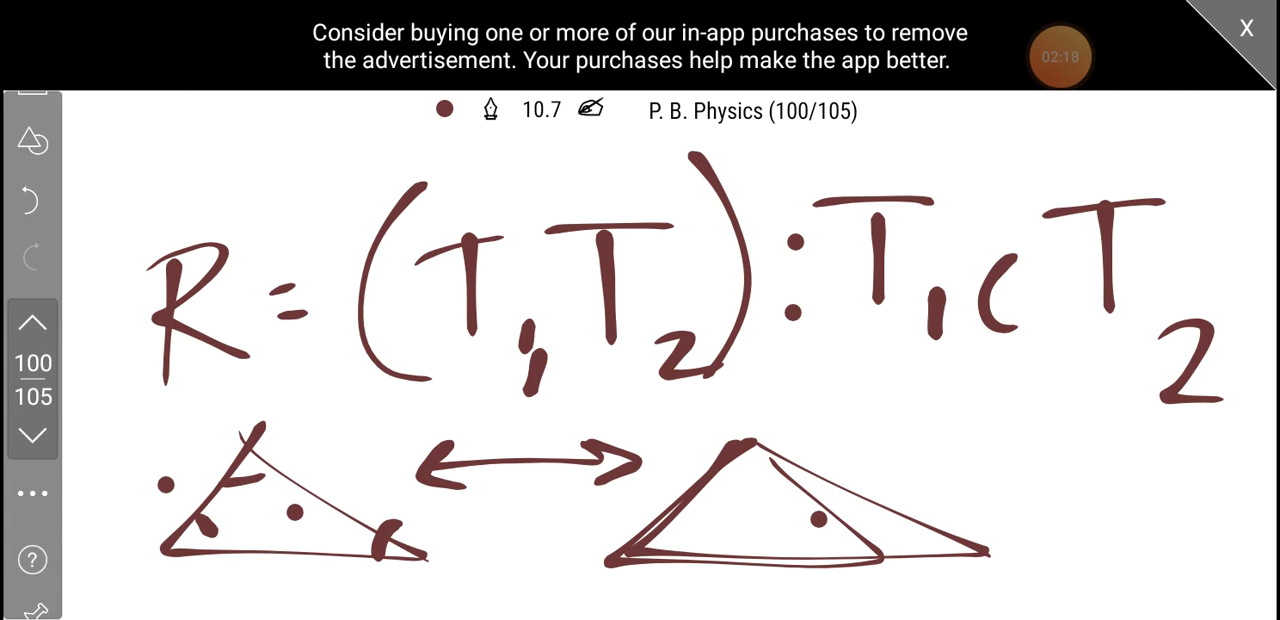 Consider buying one or more of our in-app purchases to remove
the advertisement. Your purchases help make the app better.
02:18
X
10.7 P. B. Physics (100/105)
R = (T₁, T₂) : T₁ ⊂ T₂
100
105
?